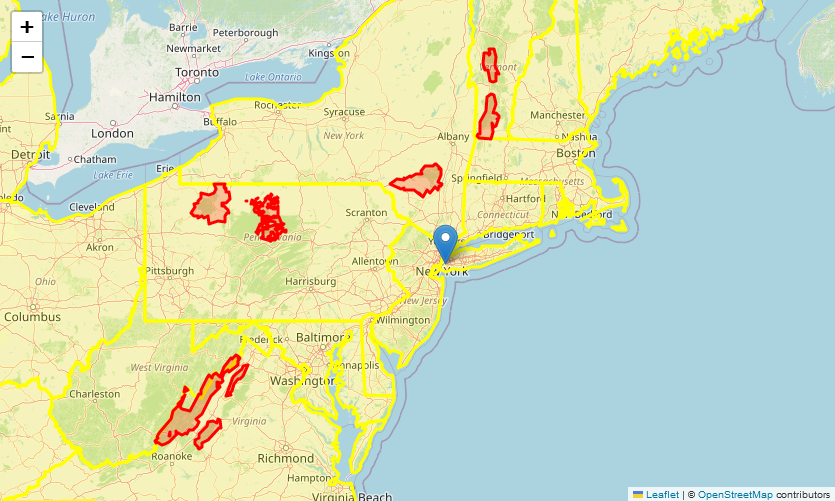 +
−
Lake Huron
Barrie
Peterborough
Newmarket
Kingston
Toronto
Lake Ontario
Vermont
Hamilton
Rochester
Sarnia
London
Buffalo
Syracuse
New York
Albany
Manchester
Nashua
Detroit
Chatham
Lake Erie
Erie
Springfield
Boston
Massachusetts
Cleveland
Hartford
Connecticut
New Bedford
Scranton
Akron
Pennsylvania
Bridgeport
Allentown
New York
Pittsburgh
Harrisburg
Ohio
New Jersey
Columbus
Wilmington
Frederick
Baltimore
West Virginia
Annapolis
Washington
Charleston
Virginia
Roanoke
Richmond
Hampton
Virginia Beach
Leaflet | © OpenStreetMap contributors